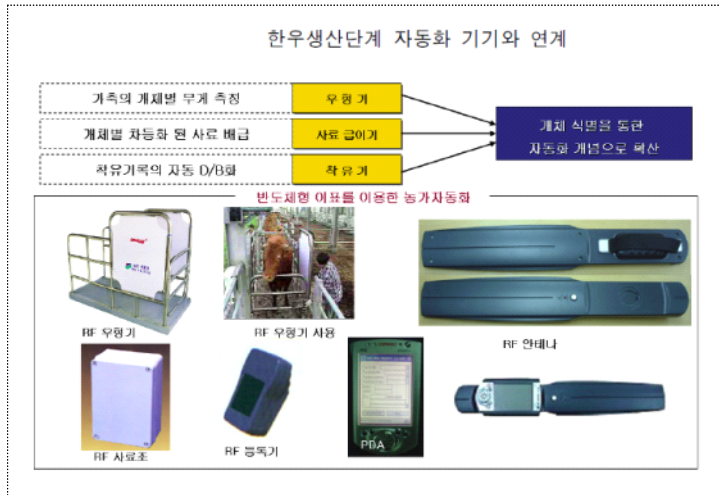 한우생산단계 자동화 기기와 연계
가축의 개체별 무게 측정
우형기
개체별 차등화 된 사료 배급
사료 급이기
착유기록의 자동 D/B화
착유기
개체 식별을 통한
자동화 개념으로 확산
반도체형 이표를 이용한 농가자동화
RF 우형기
RF 우형기 사용
RF 안테나
RF 사료조
RF 등록기
PDA